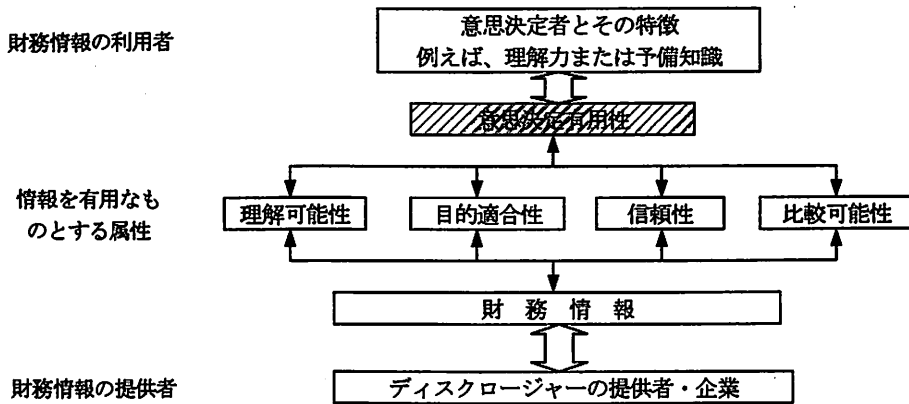 財務情報の利用者
意思決定者とその特徴
例えば、理解力または予備知識
意思決定有用性
情報を有用なも
のとする属性
理解可能性
目的適合性
信頼性
比較可能性
財 務 情 報
財務情報の提供者
ディスクロージャーの提供者・企業